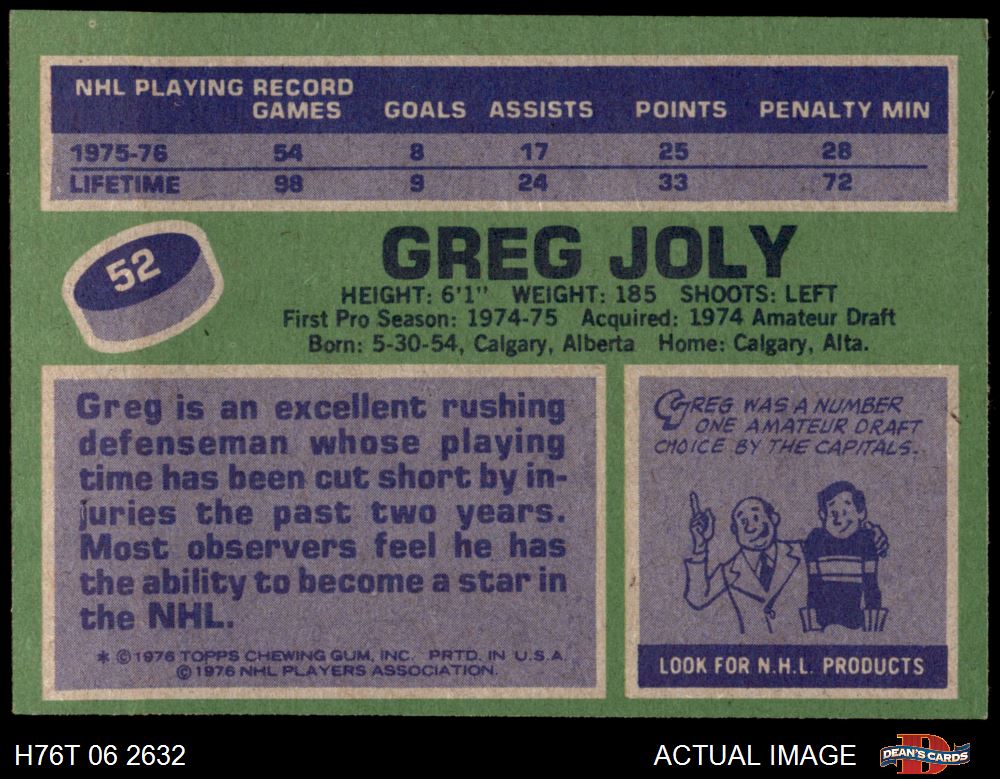 NHL PLAYING RECORD
GAMES GOALS ASSISTS POINTS PENALTY MIN
1975-76 54 8 17 25 28
LIFETIME 98 9 24 33 72
52
GREG JOLY
HEIGHT: 6'1" WEIGHT: 185 SHOOTS: LEFT
First Pro Season: 1974-75 Acquired: 1974 Amateur Draft
Born: 5-30-54, Calgary, Alberta Home: Calgary, Alta.
Greg is an excellent rushing
defenseman whose playing
time has been cut short by in-
juries the past two years.
Most observers feel he has
the ability to become a star in
the NHL.
* © 1976 TOPPS CHEWING GUM, INC. PRTD. IN U.S.A.
© 1976 NHL PLAYERS ASSOCIATION.
GREG WAS A NUMBER
ONE AMATEUR DRAFT
CHOICE BY THE CAPITALS.
LOOK FOR N.H.L. PRODUCTS
H76T 06 2632
ACTUAL IMAGE
D
DEAN'S CARDS